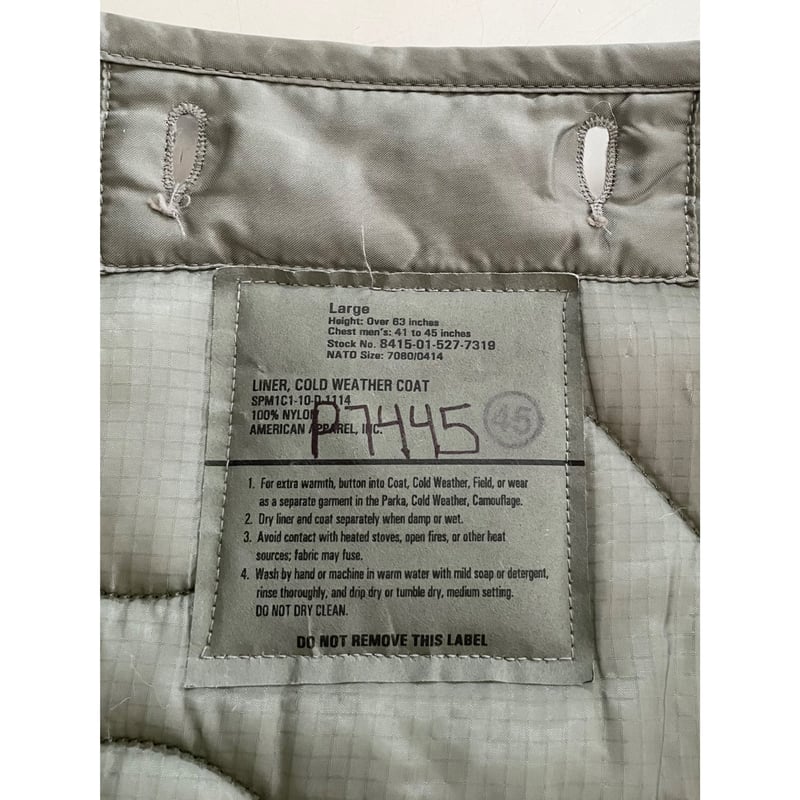 Large
Height: Over 63 inches
Chest men's: 41 to 45 inches
Stock No. 8415-01-527-7319
NATO Size: 7080/0414
LINER, COLD WEATHER COAT
SPM1C1-10-D-1114
100% NYLON
AMERICAN APPAREL, INC.
P7445
45
1. For extra warmth, button into Coat, Cold Weather, Field, or wear
as a separate garment in the Parka, Cold Weather, Camouflage.
2. Dry liner and coat separately when damp or wet.
3. Avoid contact with heated stoves, open fires, or other heat
sources; fabric may fuse.
4. Wash by hand or machine in warm water with mild soap or detergent,
rinse thoroughly, and drip dry or tumble dry, medium setting.
DO NOT DRY CLEAN.
DO NOT REMOVE THIS LABEL